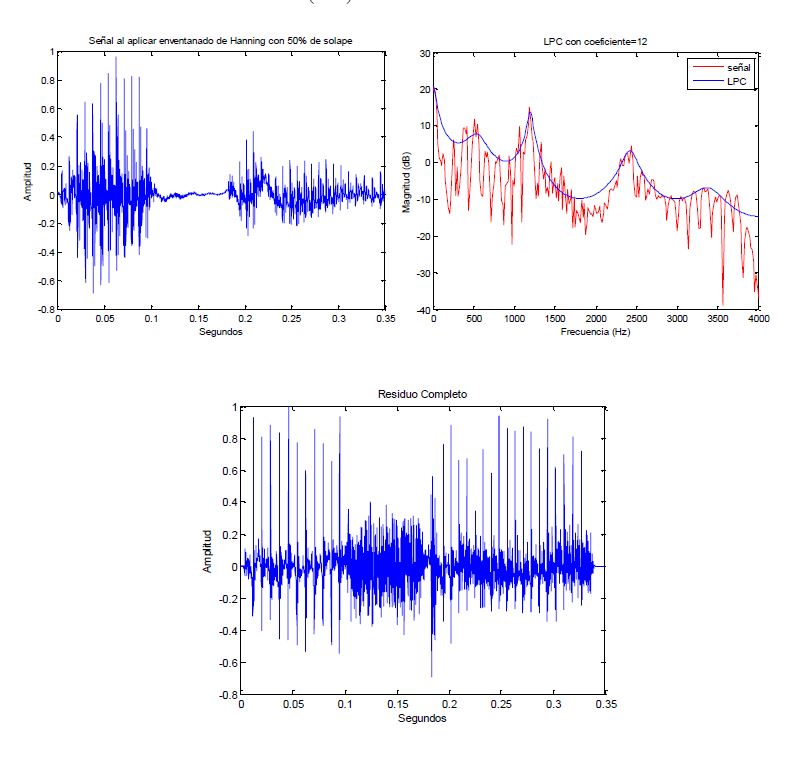 Señal al aplicar enventanado de Hanning con 50% de solape
1
0.8
0.6
0.4
0.2
0
-0.2
-0.4
-0.6
-0.8
Amplitud
0 0.05 0.1 0.15 0.2 0.25 0.3 0.35
Segundos
LPC con coeficiente=12
30
20
10
0
-10
-20
-30
-40
Magnitud (dB)
señal
LPC
0 500 1000 1500 2000 2500 3000 3500 4000
Frecuencia (Hz)
Residuo Completo
1
0.8
0.6
0.4
0.2
0
-0.2
-0.4
-0.6
-0.8
Amplitud
0 0.05 0.1 0.15 0.2 0.25 0.3 0.35
Segundos